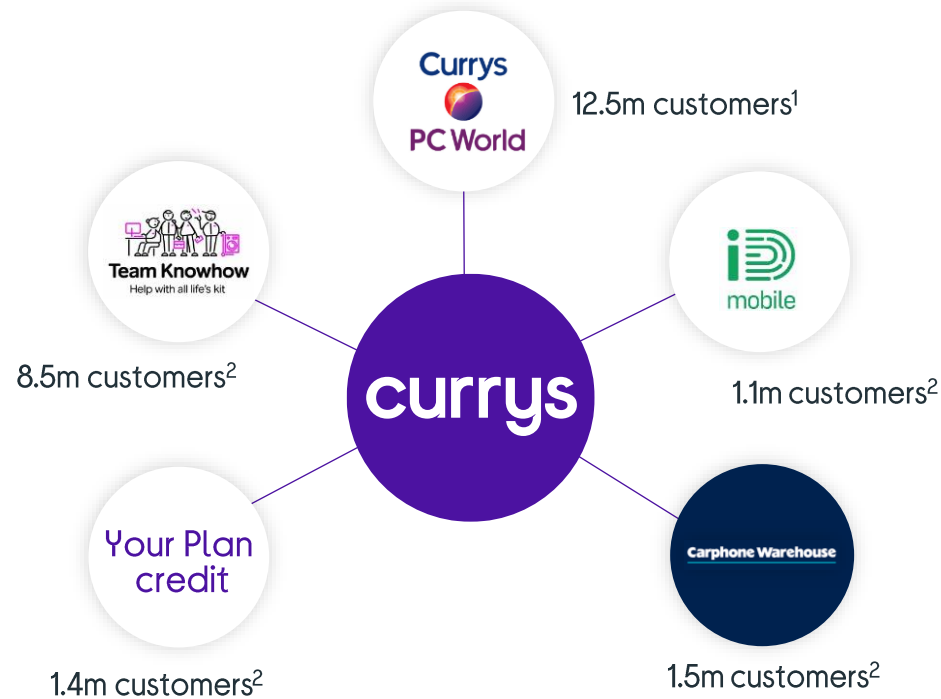 Currys
PC World
12.5m customers¹
Team Knowhow
Help with all life's kit
8.5m customers²
iD
mobile
1.1m customers²
currys
Your Plan
credit
1.4m customers²
Carphone Warehouse
1.5m customers²